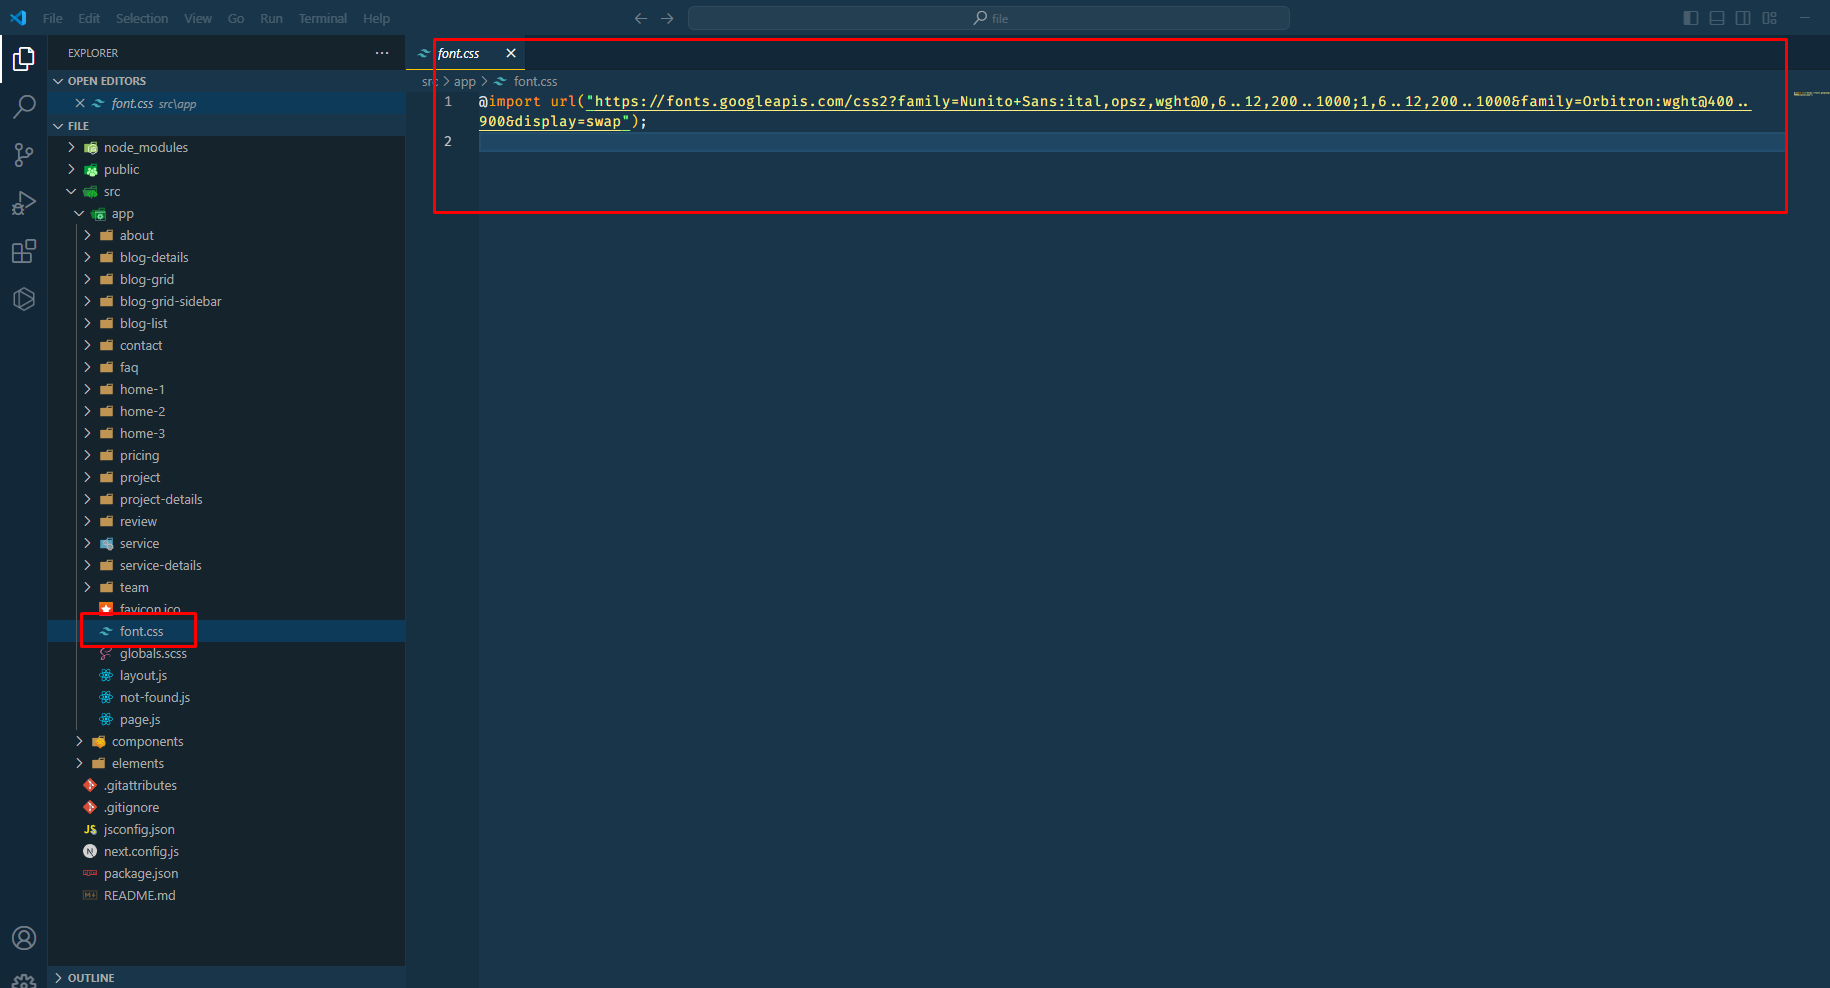 File Edit Selection View Go Run Terminal Help
file
EXPLORER
OPEN EDITORS
font.css src\app
FILE
node_modules
public
src
app
about
blog-details
blog-grid
blog-grid-sidebar
blog-list
contact
faq
home-1
home-2
home-3
pricing
project
project-details
review
service
service-details
team
favicon.ico
font.css
globals.scss
layout.js
not-found.js
page.js
components
elements
.gitattributes
.gitignore
JS jsconfig.json
N next.config.js
package.json
README.md
OUTLINE
font.css
src > app > font.css
1 @import url("https://fonts.googleapis.com/css2?family=Nunito+Sans:ital,opsz,wght@0,6..12,200..1000;1,6..12,200..1000&family=Orbitron:wght@400..
900&display=swap");
2